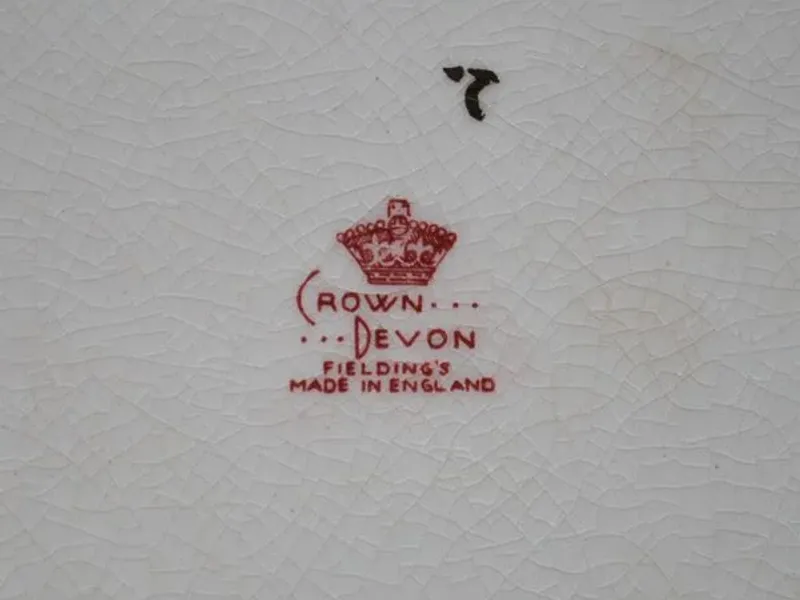 CROWN...
...DEVON
FIELDING'S
MADE IN ENGLAND